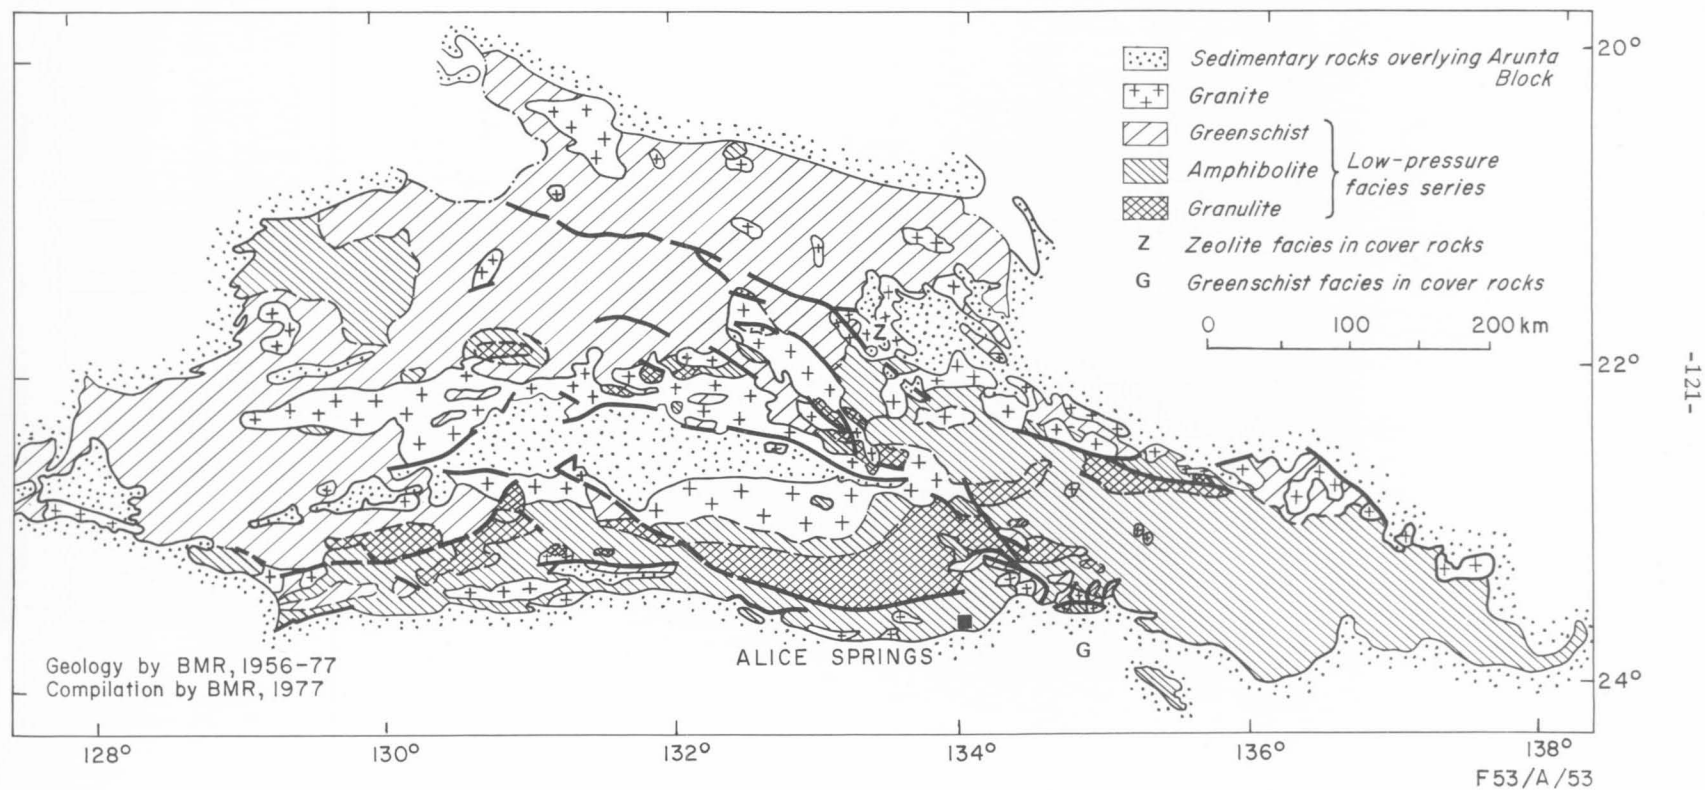 20°
Sedimentary rocks overlying Arunta
Block
Granite
Greenschist
Amphibolite
Low-pressure
facies series
Granulite
Z Zeolite facies in cover rocks
G Greenschist facies in cover rocks
0 100 200 km
Z
22°
-121-
ALICE SPRINGS
G
Geology by BMR, 1956-77
Compilation by BMR, 1977
24°
128° 130° 132° 134° 136° 138°
F53/A/53